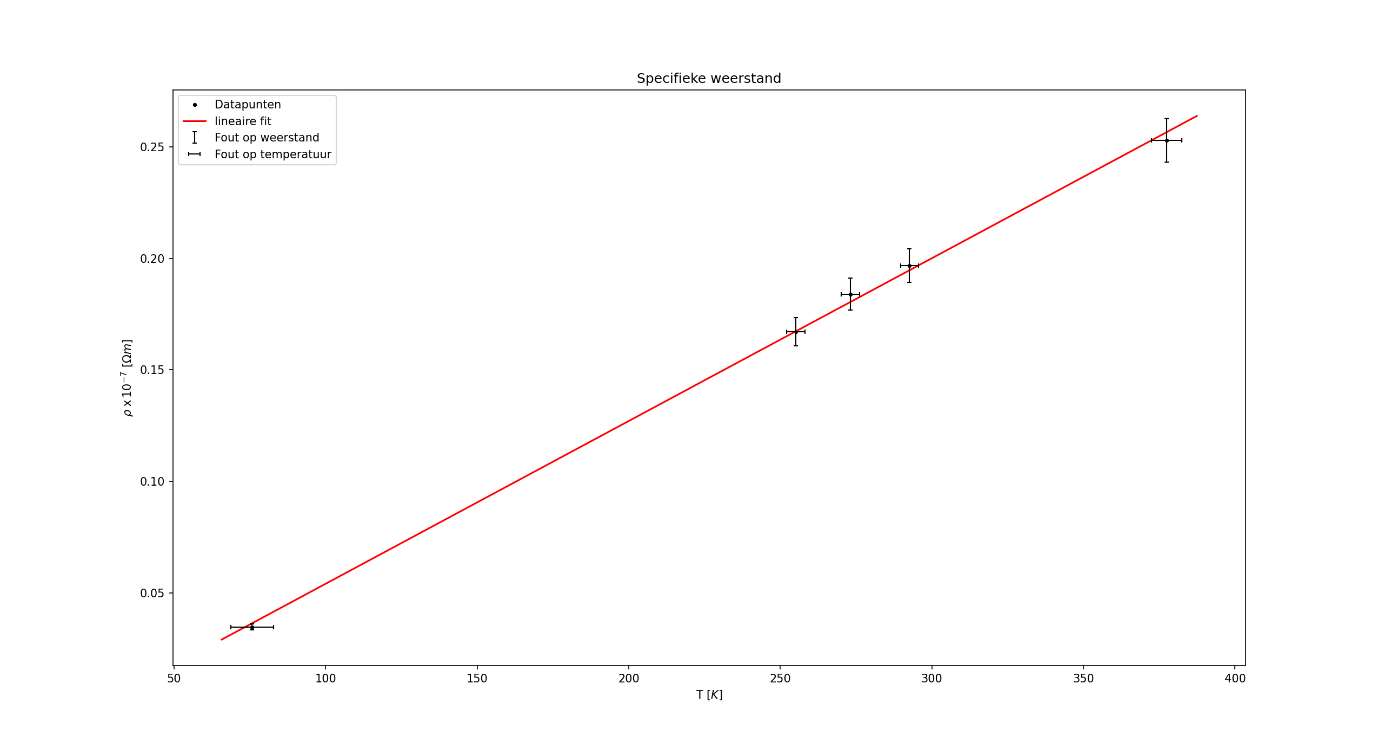 Specifieke weerstand
Datapunten
lineaire fit
Fout op weerstand
Fout op temperatuur
0.25
0.20
0.15
0.10
0.05
ρ x 10⁻⁷ [Ωm]
50 100 150 200 250 300 350 400
T [K]